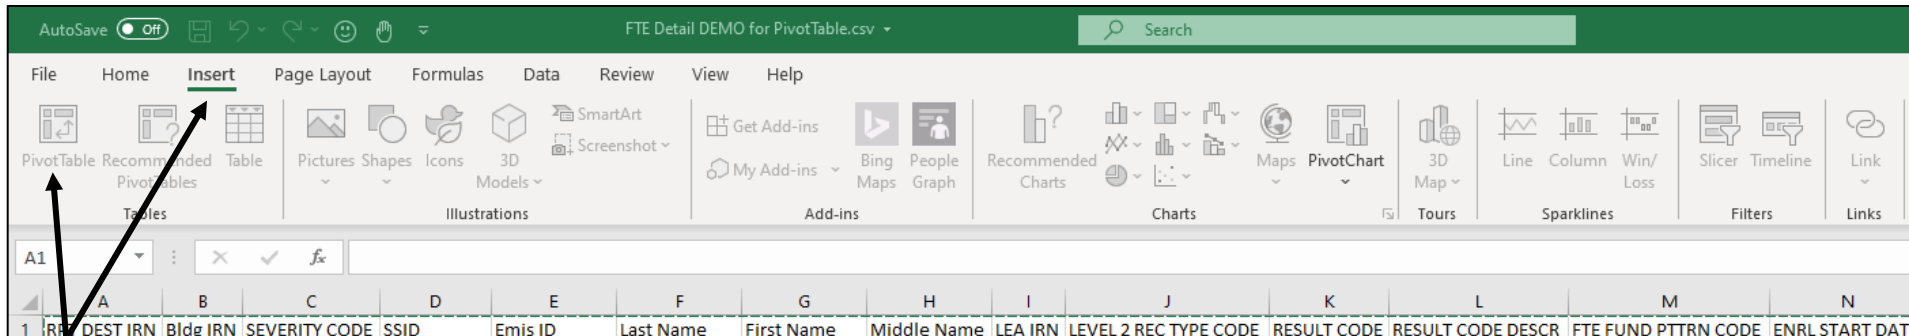 AutoSave Off FTE Detail DEMO for PivotTable.csv Search
File Home Insert Page Layout Formulas Data Review View Help
PivotTable Recommended PivotTables Table
Pictures Shapes Icons 3D Models SmartArt Screenshot
Get Add-ins My Add-ins Bing Maps People Graph
Recommended Charts Maps PivotChart
3D Map Line Column Win/Loss Slicer Timeline Link
Tables Illustrations Add-ins Charts Tours Sparklines Filters Links
A1 fx
A B C D E F G H I J K L M N
1 DEST IRN Bldg IRN SEVERITY CODE SSID Emis ID Last Name First Name Middle Name LEA IRN LEVEL 2 REC TYPE CODE RESULT CODE RESULT CODE DESCR FTE FUND PTTRN CODE ENRL START DAT